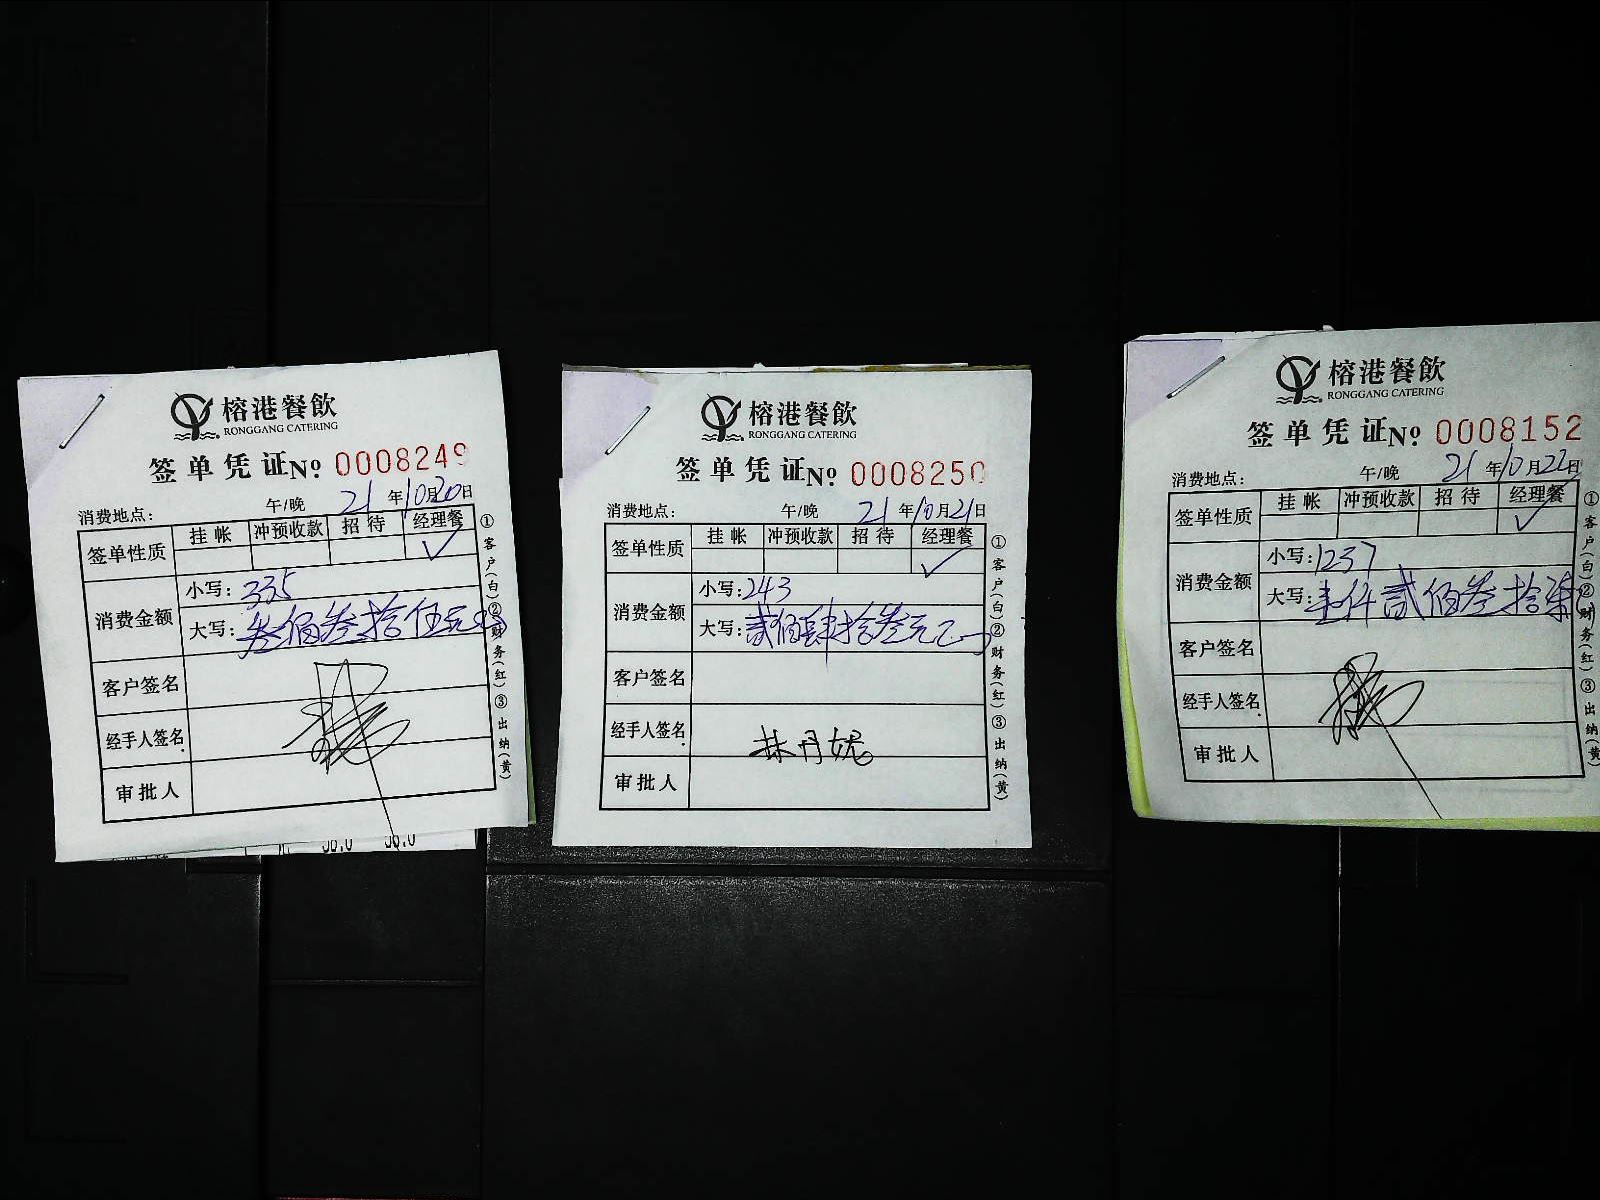 榕港餐飲
RONGGANG CATERING
签单凭证 No 0008249
午/晚 21年10月20日
消费地点:
签单性质 挂帐 冲预收款 招待 经理餐
✓
消费金额
小写: 335
大写: 叁佰叁拾伍元
客户签名
经手人签名
审批人
①客户(白)②财务(红)③出纳(黄)
榕港餐飲
RONGGANG CATERING
签单凭证 No 0008250
消费地点: 午/晚 21年10月21日
签单性质 挂帐 冲预收款 招待 经理餐
✓
消费金额
小写: 243
大写: 贰佰肆拾叁元
客户签名
经手人签名 林丹妮
审批人
①客户(白)②财务(红)③出纳(黄)
榕港餐飲
RONGGANG CATERING
签单凭证 No 0008152
消费地点: 午/晚 21年10月22日
签单性质 挂帐 冲预收款 招待 经理餐
✓
消费金额
小写: 1237
大写: 壹仟贰佰叁拾柒
客户签名
经手人签名
审批人
①客户(白)②财务(红)③出纳(黄)